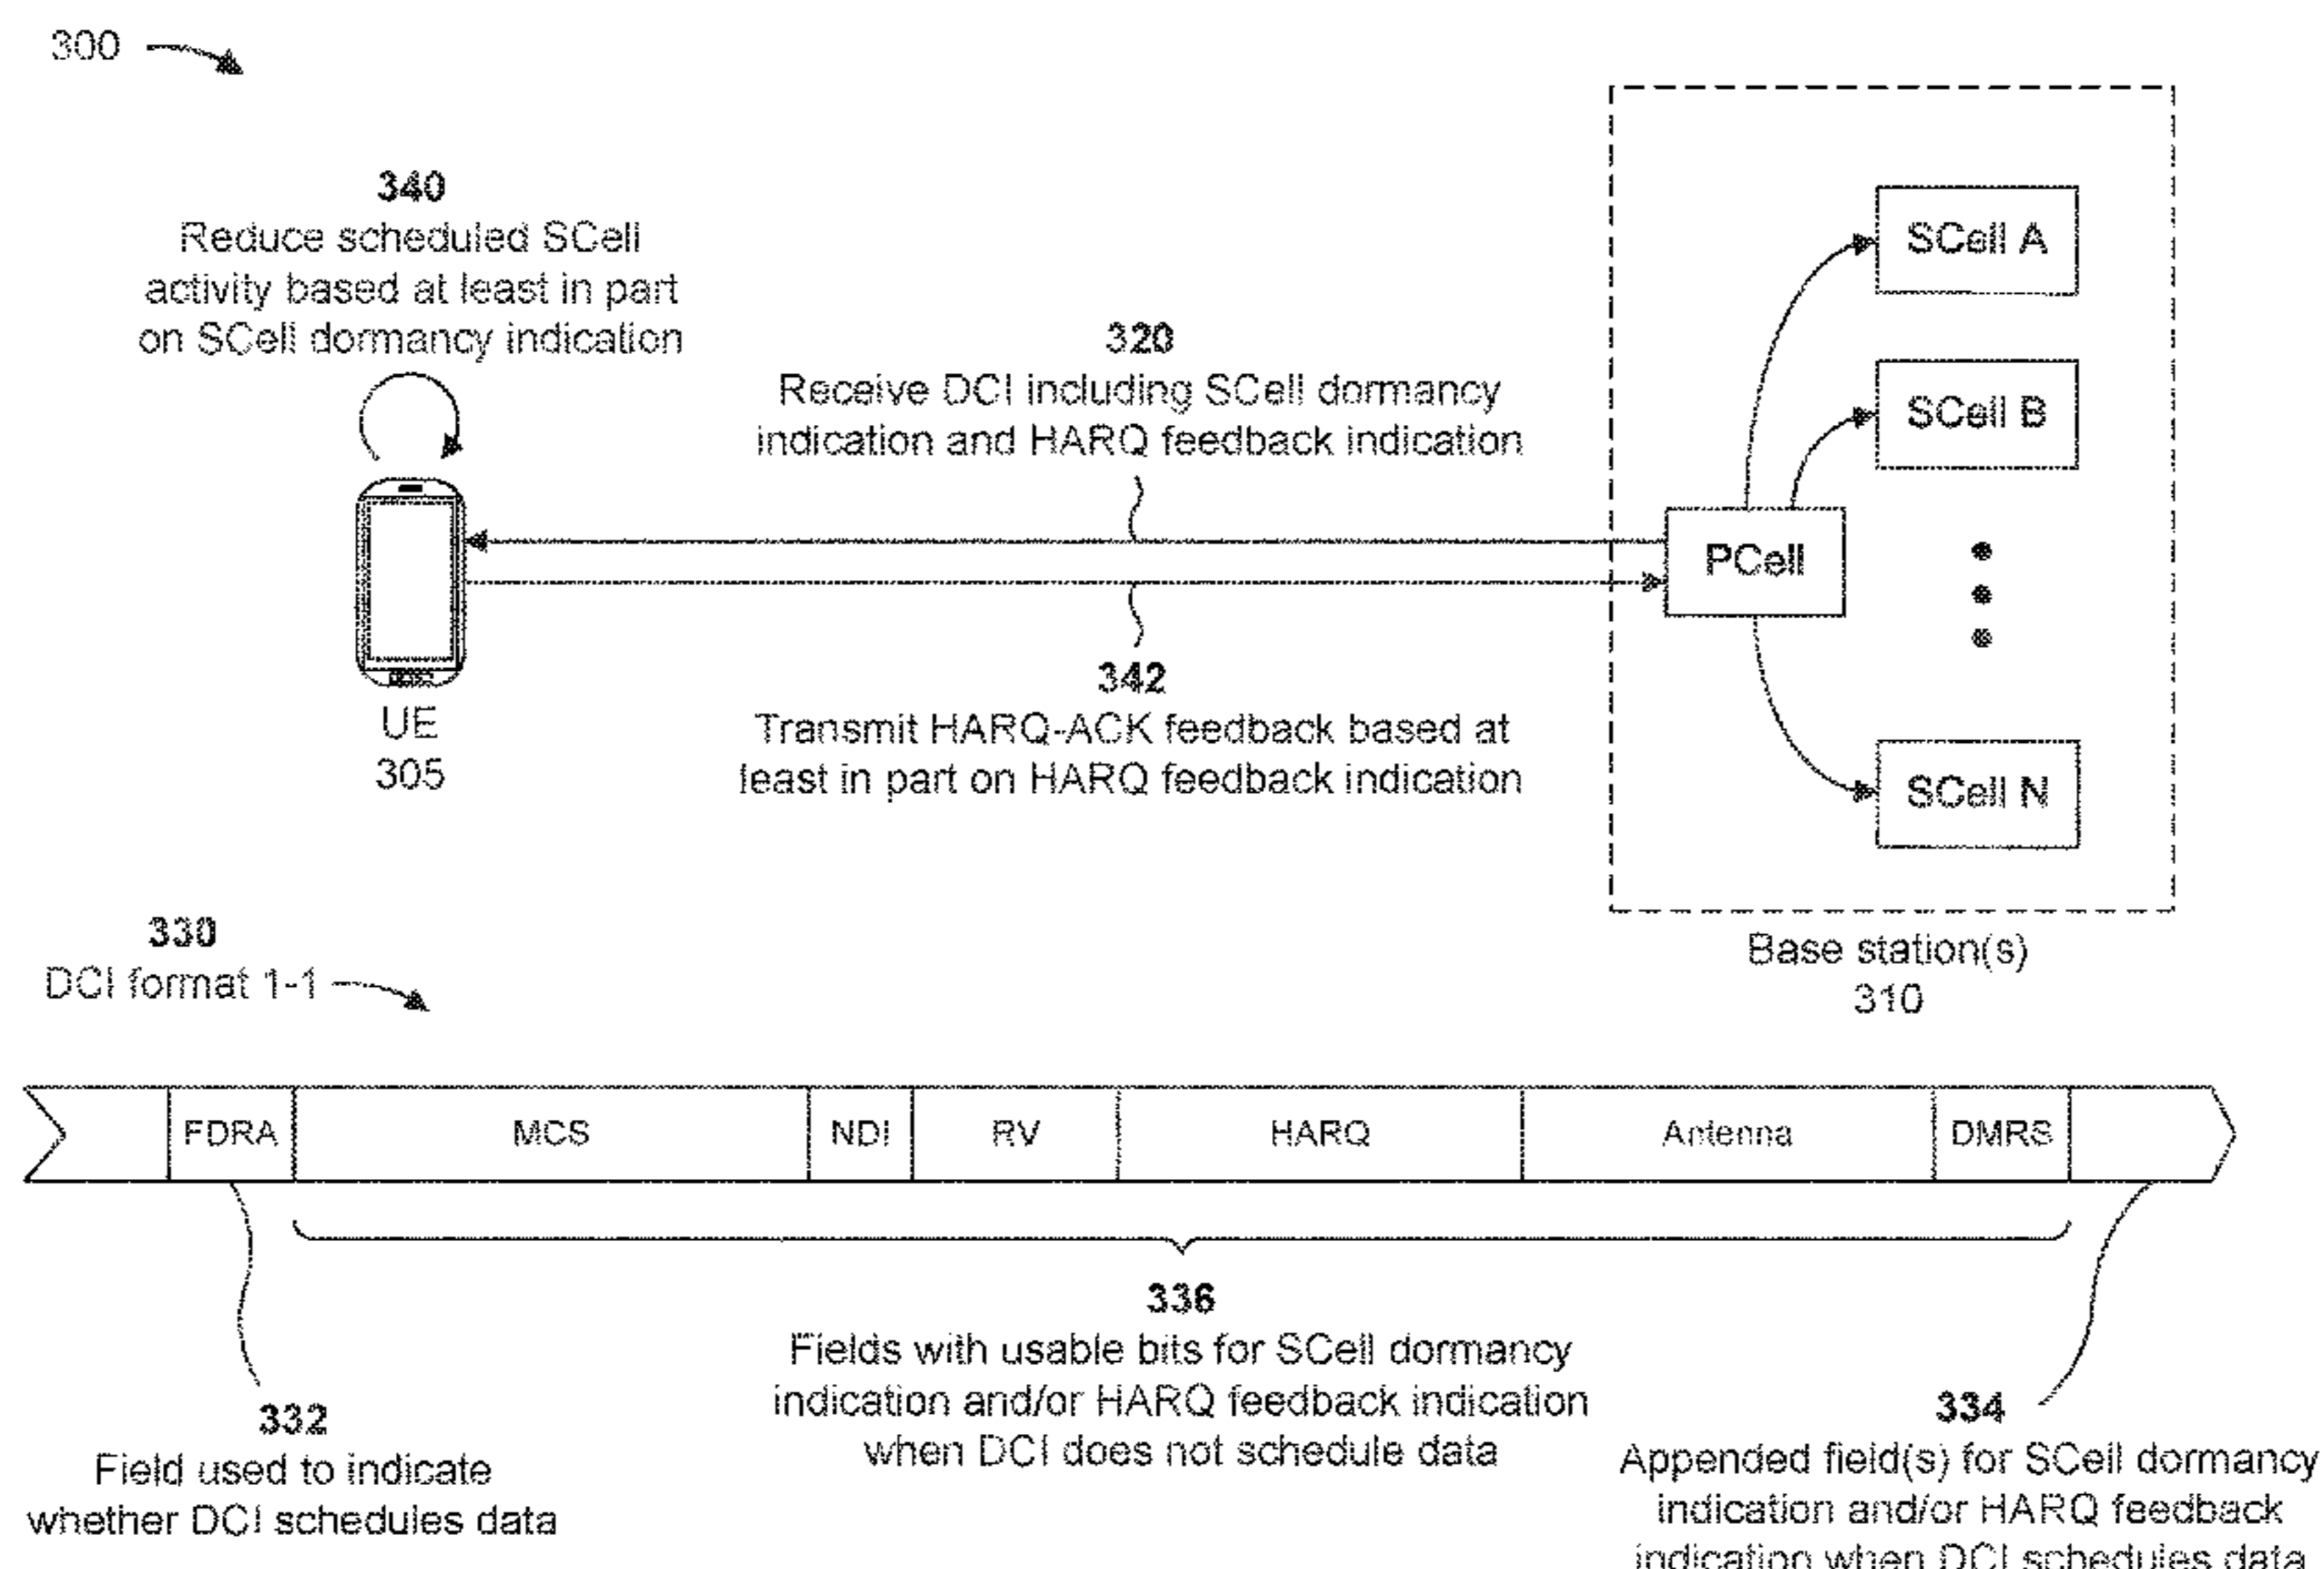 300
340
Reduce scheduled SCell
activity based at least in part
on SCell dormancy indication
320
Receive DCI including SCell dormancy
indication and HARQ feedback indication
SCell A
SCell B
PCell
SCell N
UE
305
342
Transmit HARQ-ACK feedback based at
least in part on HARQ feedback indication
Base station(s)
310
330
DCI format 1-1
FDRA
MCS
NDI
RV
HARQ
Antenna
DMRS
332
Field used to indicate
whether DCI schedules data
336
Fields with usable bits for SCell dormancy
indication and/or HARQ feedback indication
when DCI does not schedule data
334
Appended field(s) for SCell dormancy
indication and/or HARQ feedback
indication when DCI schedules data